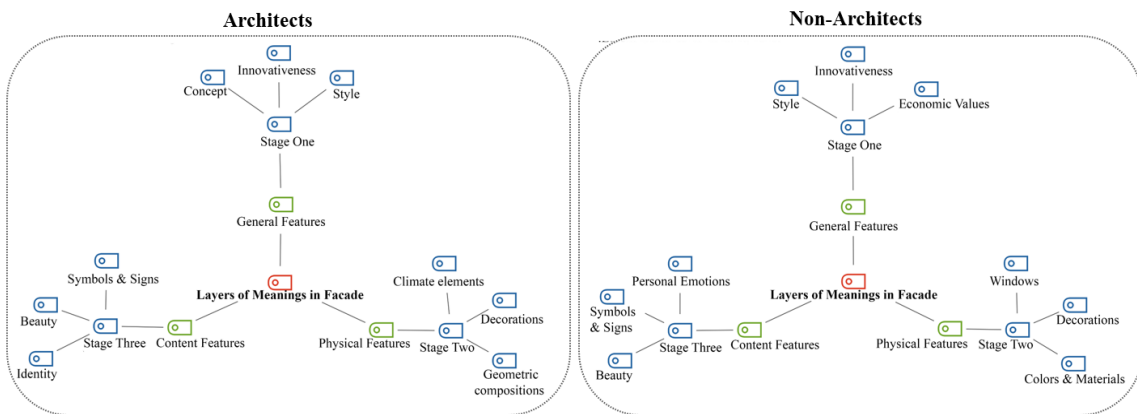 Architects
Innovativeness
Concept
Style
Stage One
General Features
Symbols & Signs
Climate elements
Layers of Meanings in Facade
Beauty
Decorations
Stage Three
Content Features
Physical Features
Stage Two
Identity
Geometric
compositions
Non-Architects
Innovativeness
Style
Economic Values
Stage One
General Features
Personal Emotions
Windows
Layers of Meanings in Facade
Symbols
& Signs
Decorations
Stage Three
Content Features
Physical Features
Stage Two
Beauty
Colors & Materials